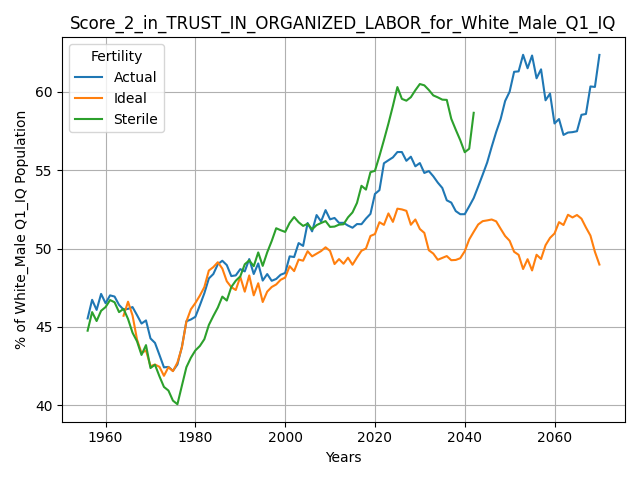 Score_2_in_TRUST_IN_ORGANIZED_LABOR_for_White_Male_Q1_IQ
Fertility
Actual
Ideal
Sterile
% of White_Male Q1_IQ Population
60
55
50
45
40
1960 1980 2000 2020 2040 2060
Years